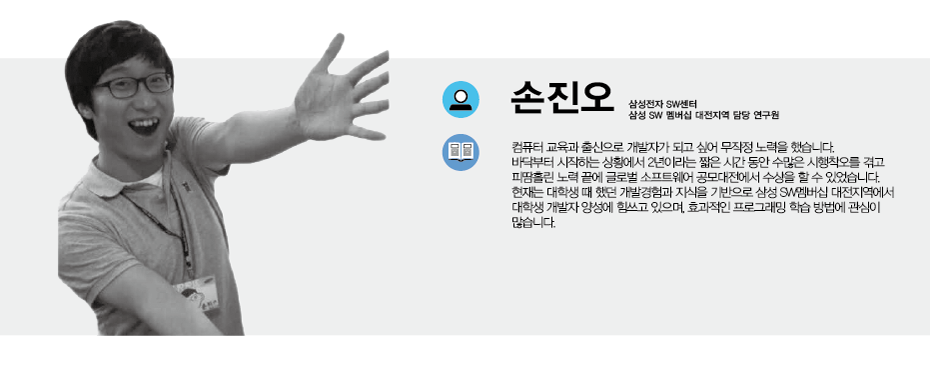 손진오
삼성전자 SW센터
삼성 SW 멤버십 대전지역 담당 연구원
컴퓨터 교육과 출신으로 개발자가 되고 싶어 무작정 노력을 했습니다.
바닥부터 시작하는 상황에서 2년이라는 짧은 시간 동안 수많은 시행착오를 겪고
피땀흘린 노력 끝에 글로벌 소프트웨어 공모대전에서 수상을 할 수 있었습니다.
현재는 대학생 때 했던 개발경험과 지식을 기반으로 삼성 SW멤버십 대전지역에서
대학생 개발자 양성에 힘쓰고 있으며, 효과적인 프로그래밍 학습 방법에 관심이
많습니다.